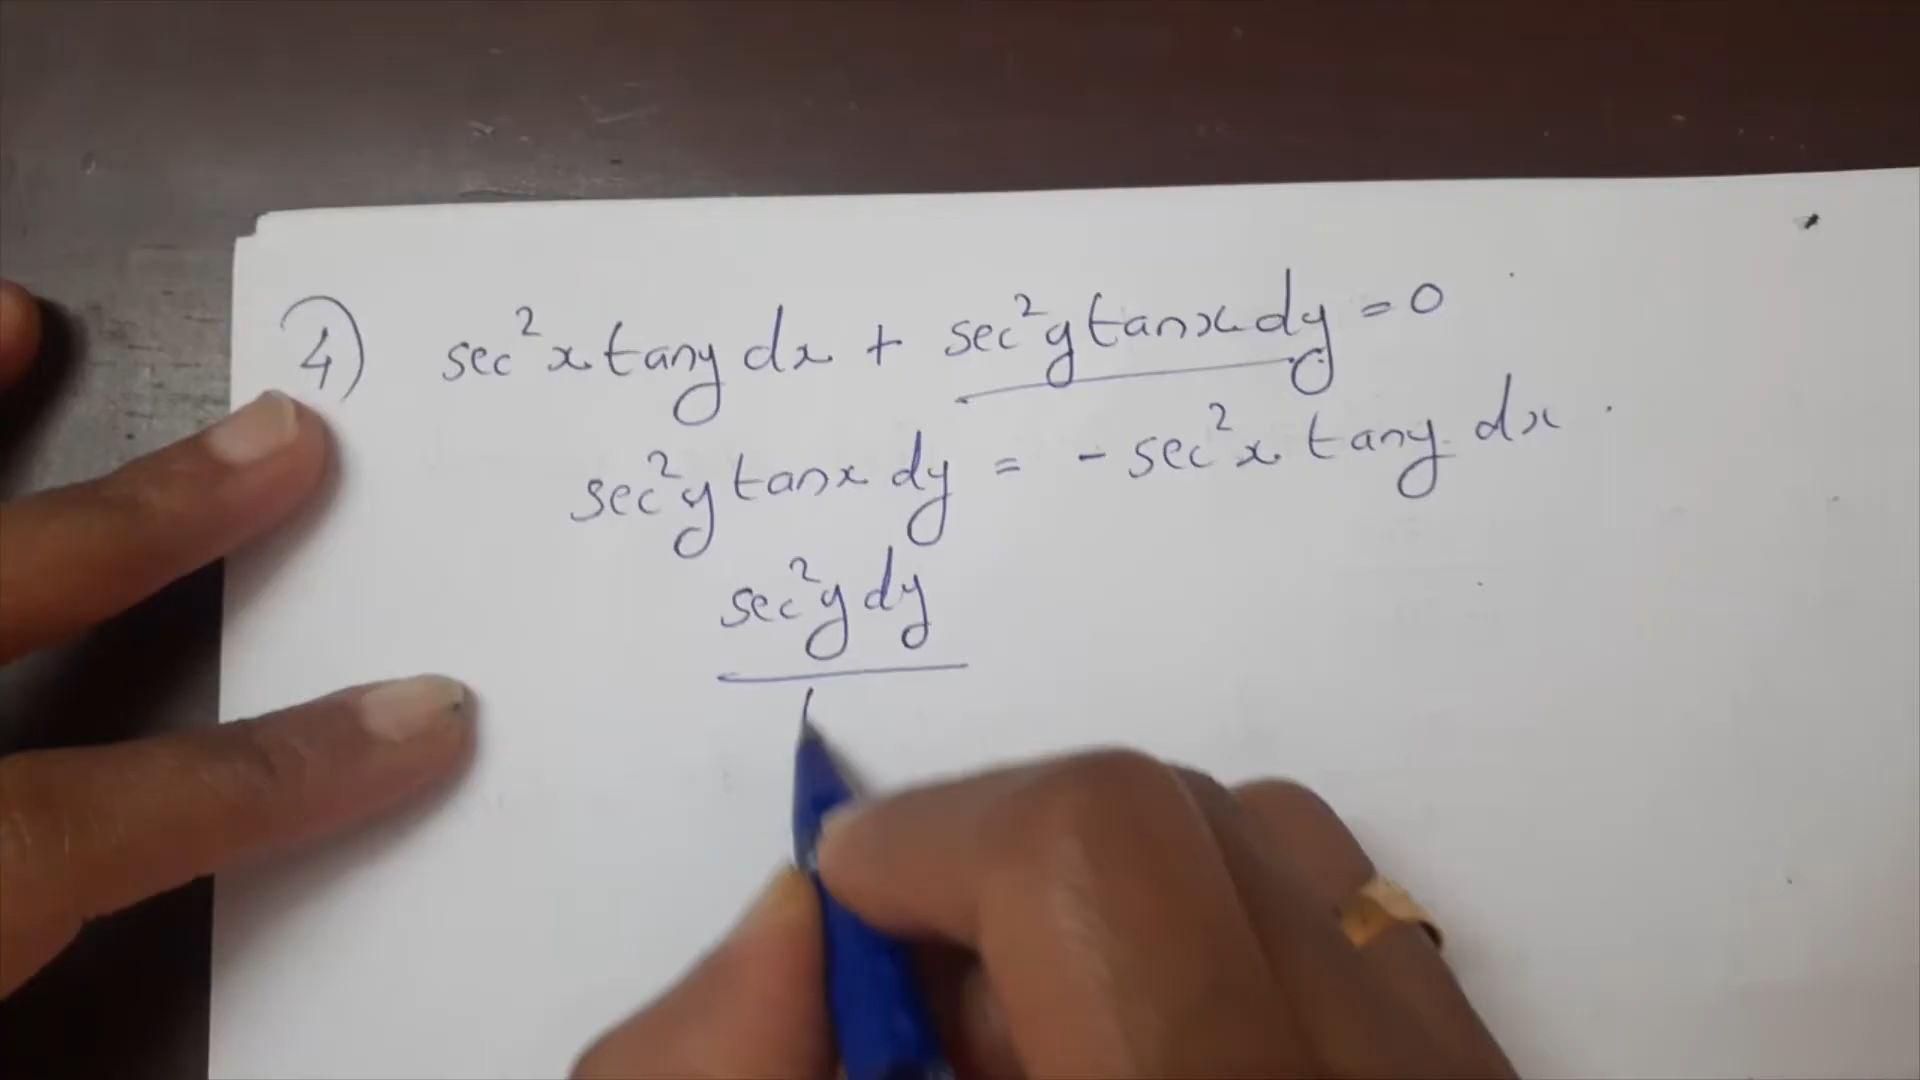 4) sec²x tany dx + sec²y tanx dy = 0
sec²y tanx dy = - sec²x tany dx
sec²y dy